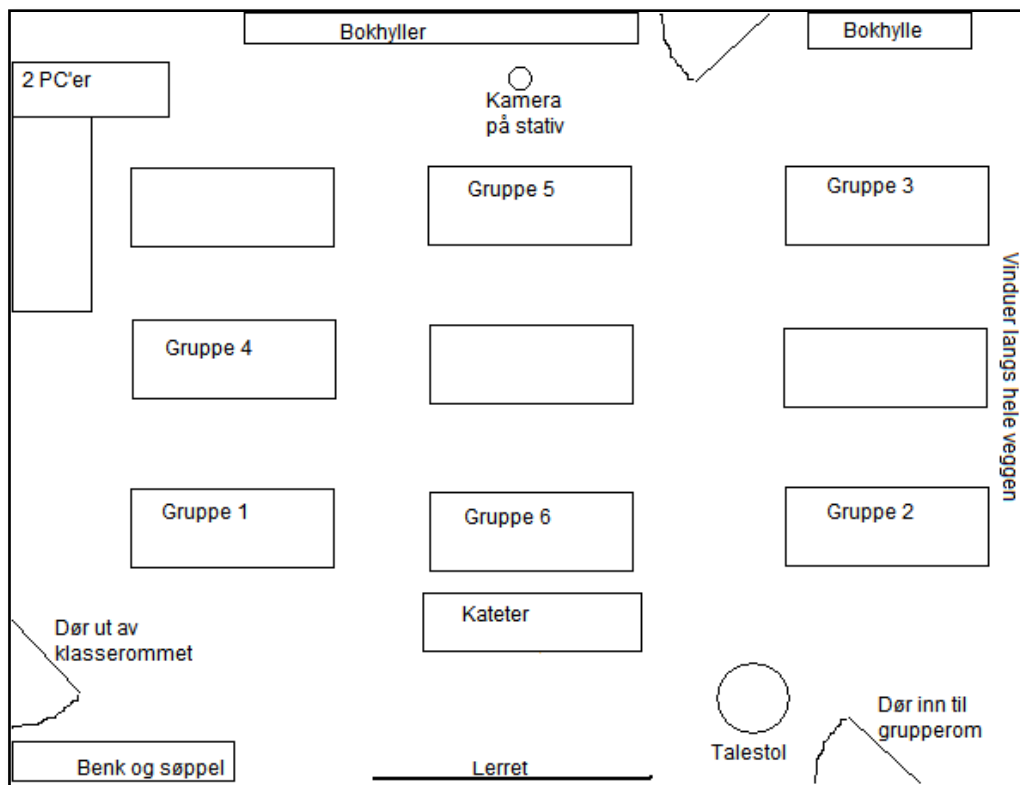 Bokhyller
Bokhylle
2 PC'er
Kamera
på stativ
Gruppe 5
Gruppe 3
Vinduer langs hele veggen
Gruppe 4
Gruppe 1
Gruppe 6
Gruppe 2
Kateter
Dør ut av
klasserommet
Dør inn til
grupperom
Talestol
Benk og søppel
Lerret